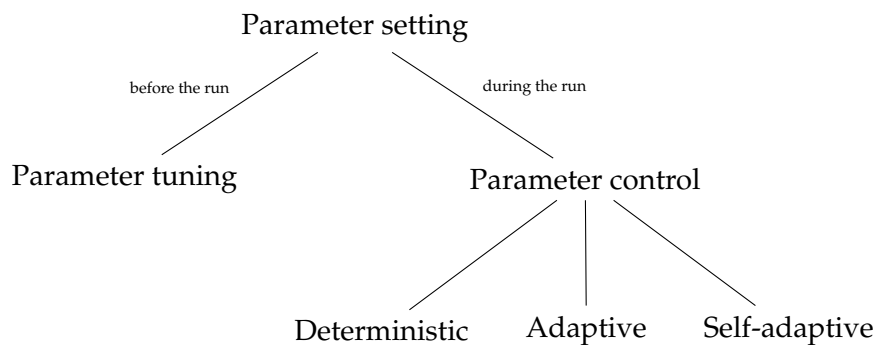 Parameter setting
before the run
during the run
Parameter tuning
Parameter control
Deterministic
Adaptive
Self-adaptive